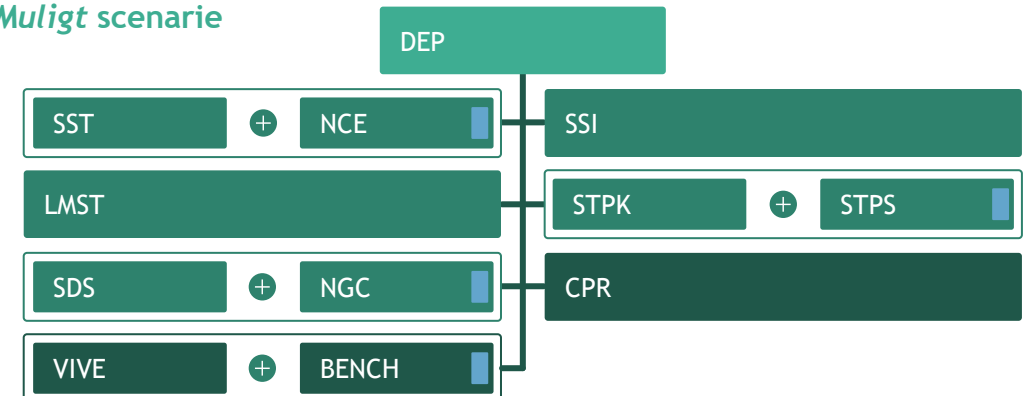 Muligt scenarie
DEP
SST + NCE
SSI
LMST
STPK + STPS
SDS + NGC
CPR
VIVE + BENCH